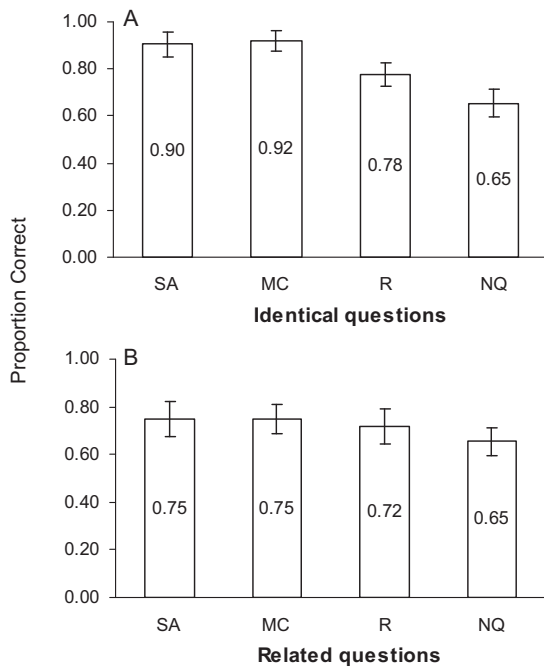 Proportion Correct
A
1.00
0.80
0.60
0.40
0.20
0.00
0.90
0.92
0.78
0.65
SA MC R NQ
Identical questions
B
1.00
0.80
0.60
0.40
0.20
0.00
0.75
0.75
0.72
0.65
SA MC R NQ
Related questions